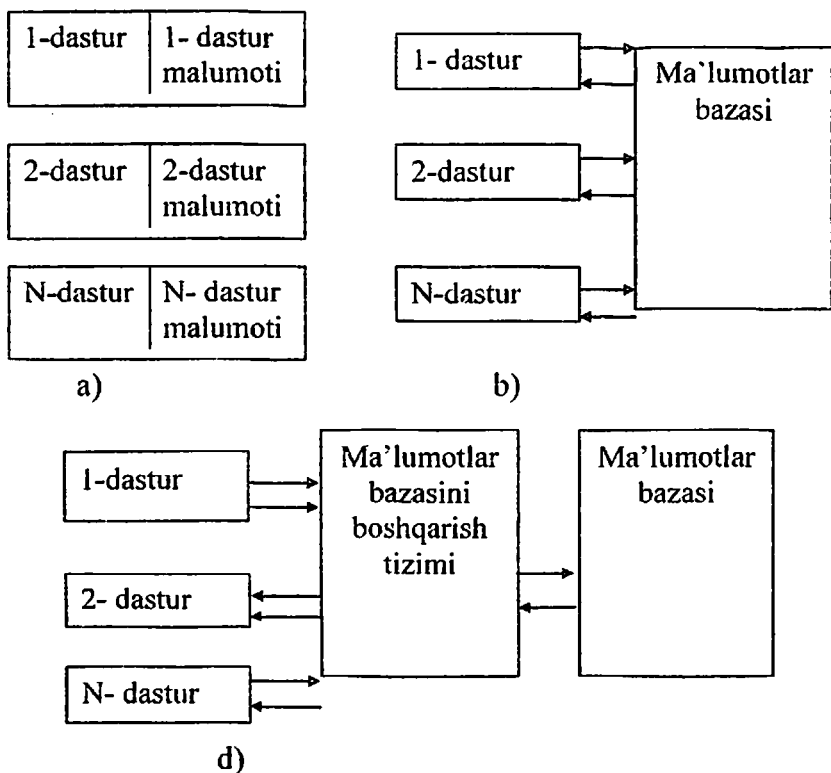 1-dastur
1- dastur
malumoti
2-dastur
2-dastur
malumoti
N-dastur
N- dastur
malumoti
a)
1- dastur
2-dastur
N-dastur
Ma`lumotlar
bazasi
b)
1-dastur
2- dastur
N- dastur
Ma’lumotlar
bazasini
boshqarish
tizimi
Ma’lumotlar
bazasi
d)